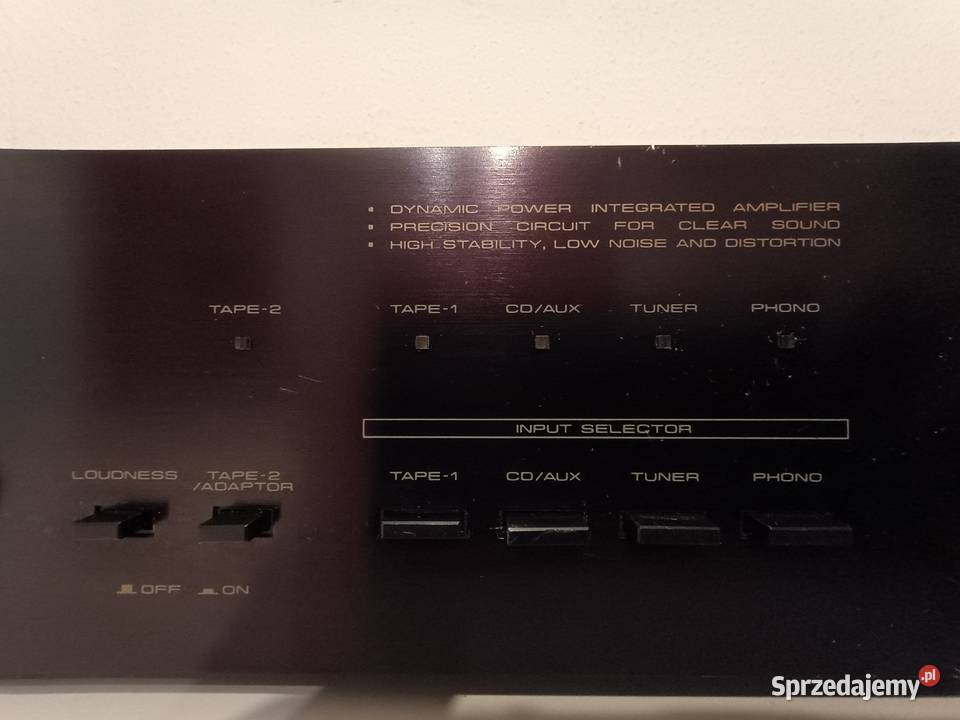 ▪ DYNAMIC POWER INTEGRATED AMPLIFIER
▪ PRECISION CIRCUIT FOR CLEAR SOUND
▪ HIGH STABILITY, LOW NOISE AND DISTORTION
TAPE-2 TAPE-1 CD/AUX TUNER PHONO
INPUT SELECTOR
LOUDNESS TAPE-2 TAPE-1 CD/AUX TUNER PHONO
/ADAPTOR
OFF ON
Sprzedajemy.pl